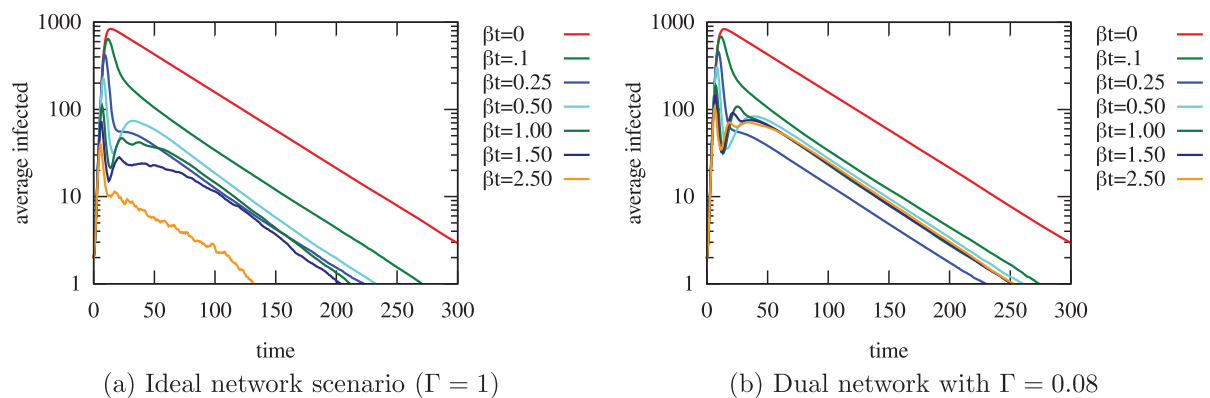 1000
100
10
1
0
50
100
150
200
250
300
average infected
time
βt=0
βt=.1
βt=0.25
βt=0.50
βt=1.00
βt=1.50
βt=2.50
(a) Ideal network scenario (Γ = 1)
1000
100
10
1
0
50
100
150
200
250
300
average infected
time
βt=0
βt=.1
βt=0.25
βt=0.50
βt=1.00
βt=1.50
βt=2.50
(b) Dual network with Γ = 0.08